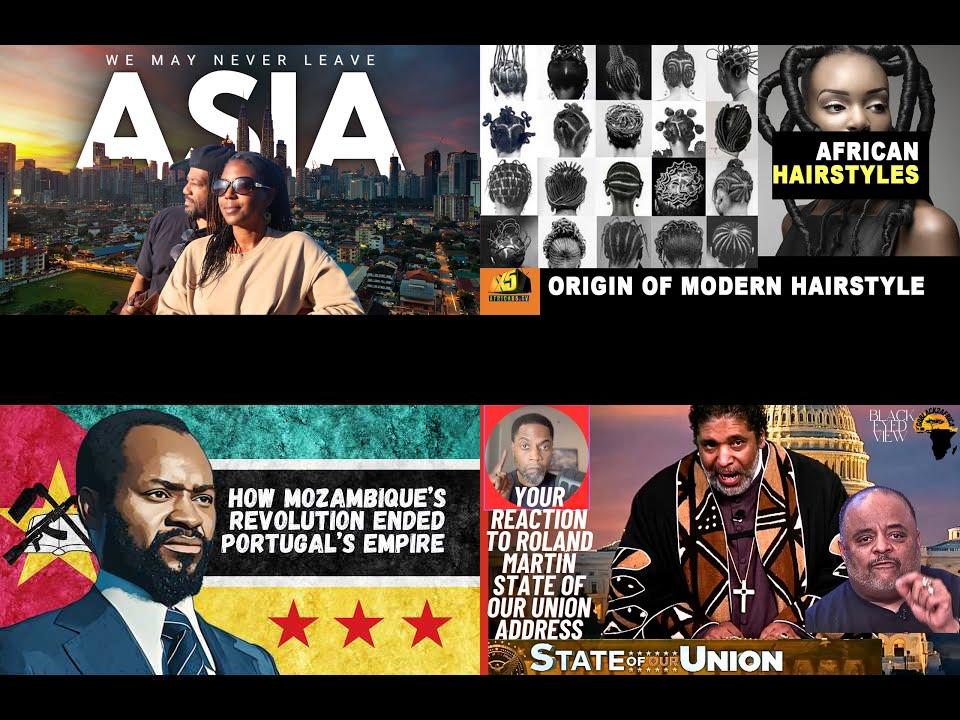 WE MAY NEVER LEAVE
ASIA
AFRICAN
HAIRSTYLES
X5
ORIGIN OF MODERN HAIRSTYLE
HOW MOZAMBIQUE'S
REVOLUTION ENDED
PORTUGAL'S EMPIRE
BLACK
EYED
VIEW
YOUR
REACTION
TO ROLAND
MARTIN
STATE OF
OUR UNION
ADDRESS
STATE OF OUR UNION